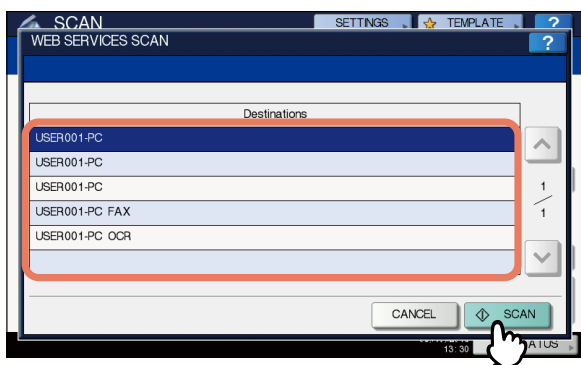 SCAN
SETTINGS
TEMPLATE
?
WEB SERVICES SCAN
?
Destinations
USER001-PC
USER001-PC
USER001-PC
USER001-PC FAX
USER001-PC OCR
1
1
CANCEL
SCAN
13:30